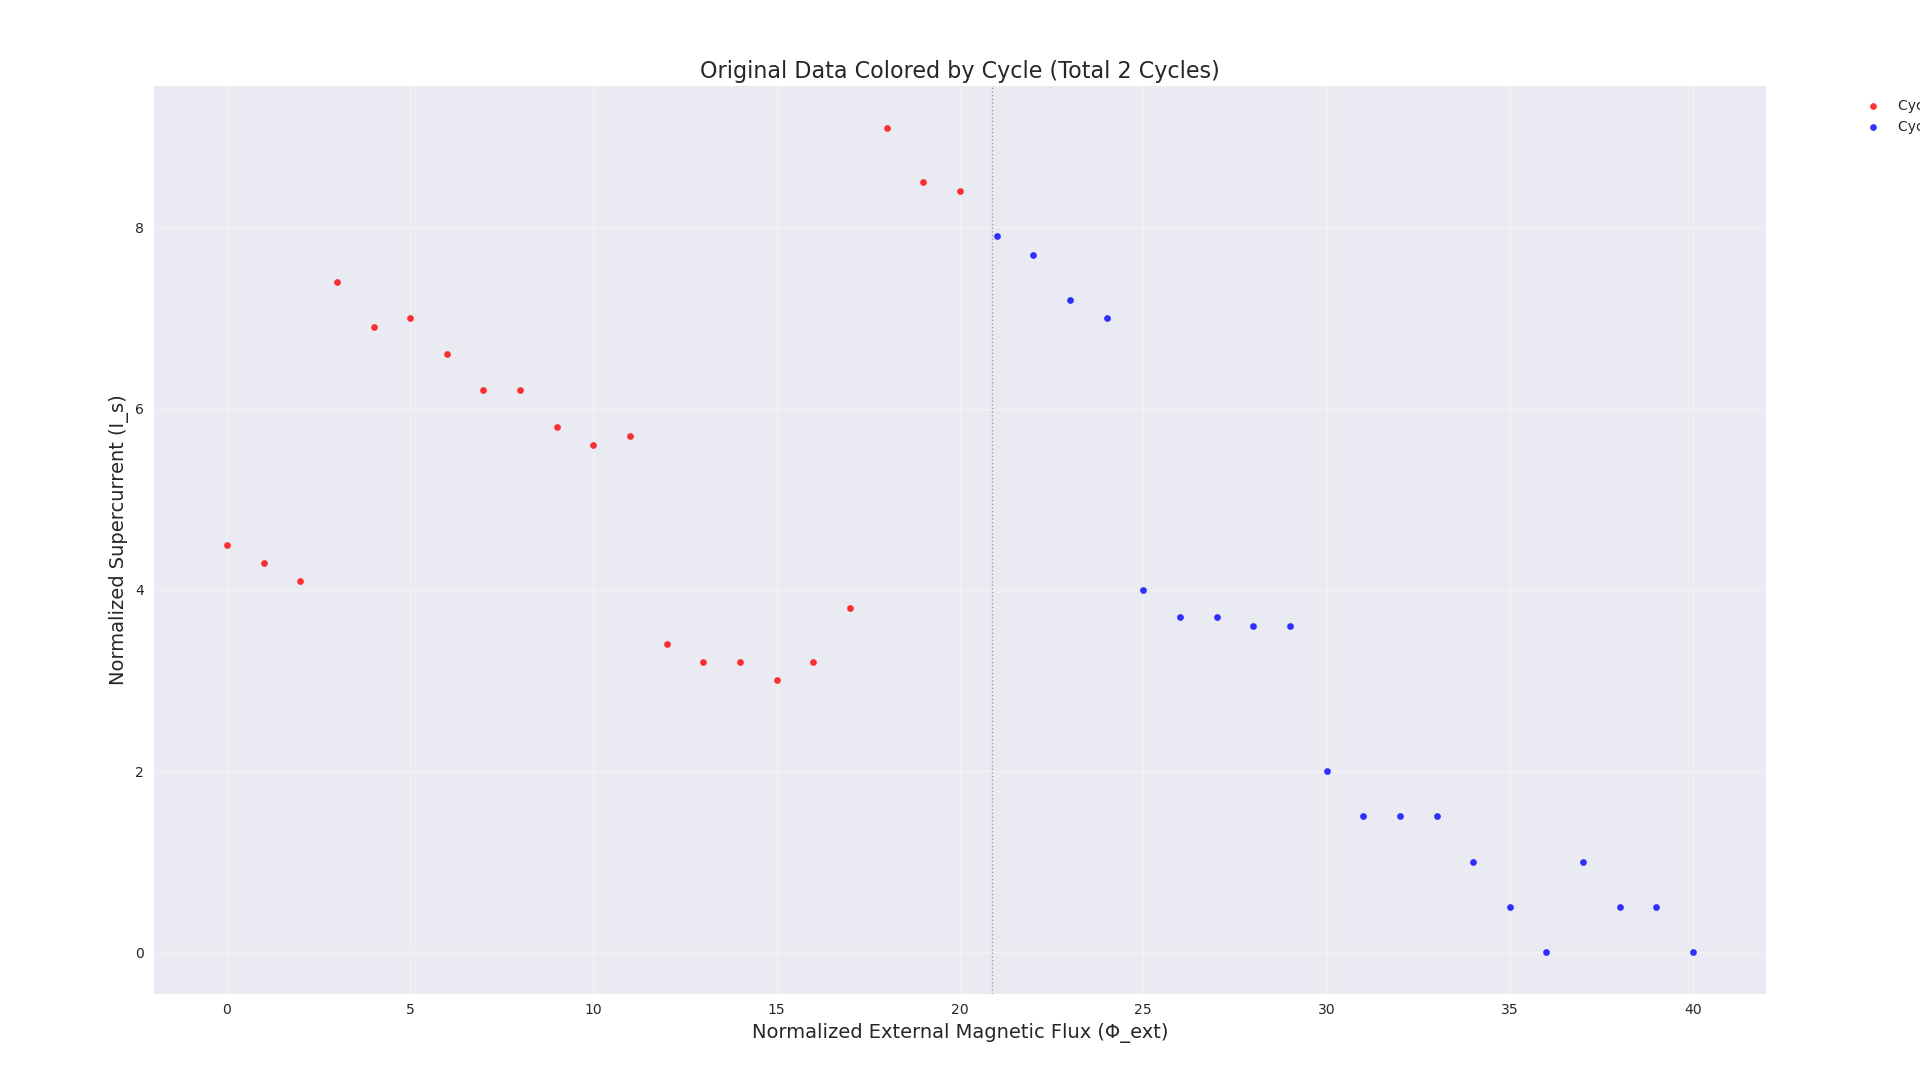 Original Data Colored by Cycle (Total 2 Cycles)
Cyc
Cyc
Normalized Supercurrent (I_s)
8
6
4
2
0
0 5 10 15 20 25 30 35 40
Normalized External Magnetic Flux (Φ_ext)